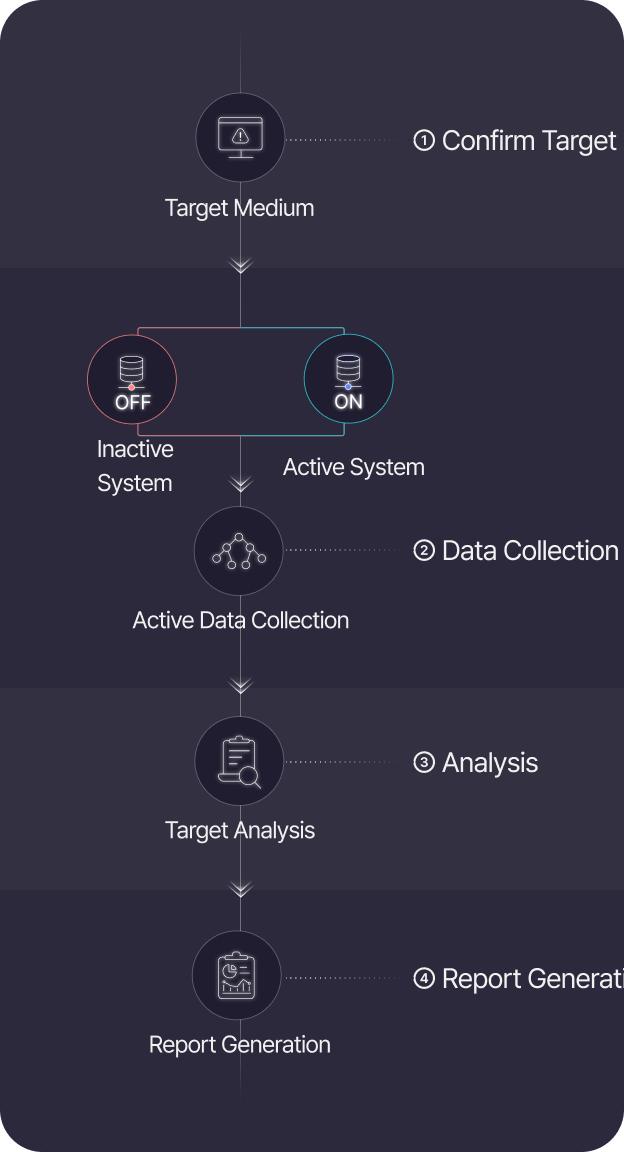 ① Confirm Target
Target Medium
OFF
ON
Inactive
System
Active System
② Data Collection
Active Data Collection
③ Analysis
Target Analysis
④ Report Generati
Report Generation